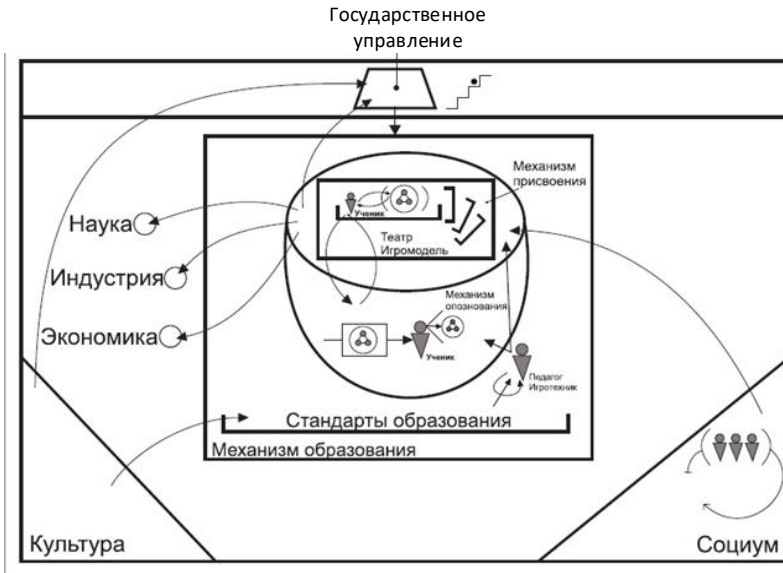 Государственное
управление
Механизм
присвоения
Ученик
Театр
Игромодель
Наука
Индустрия
Экономика
Механизм
опознования
Ученик
Педагог
Игротехник
Стандарты образования
Механизм образования
Культура
Социум